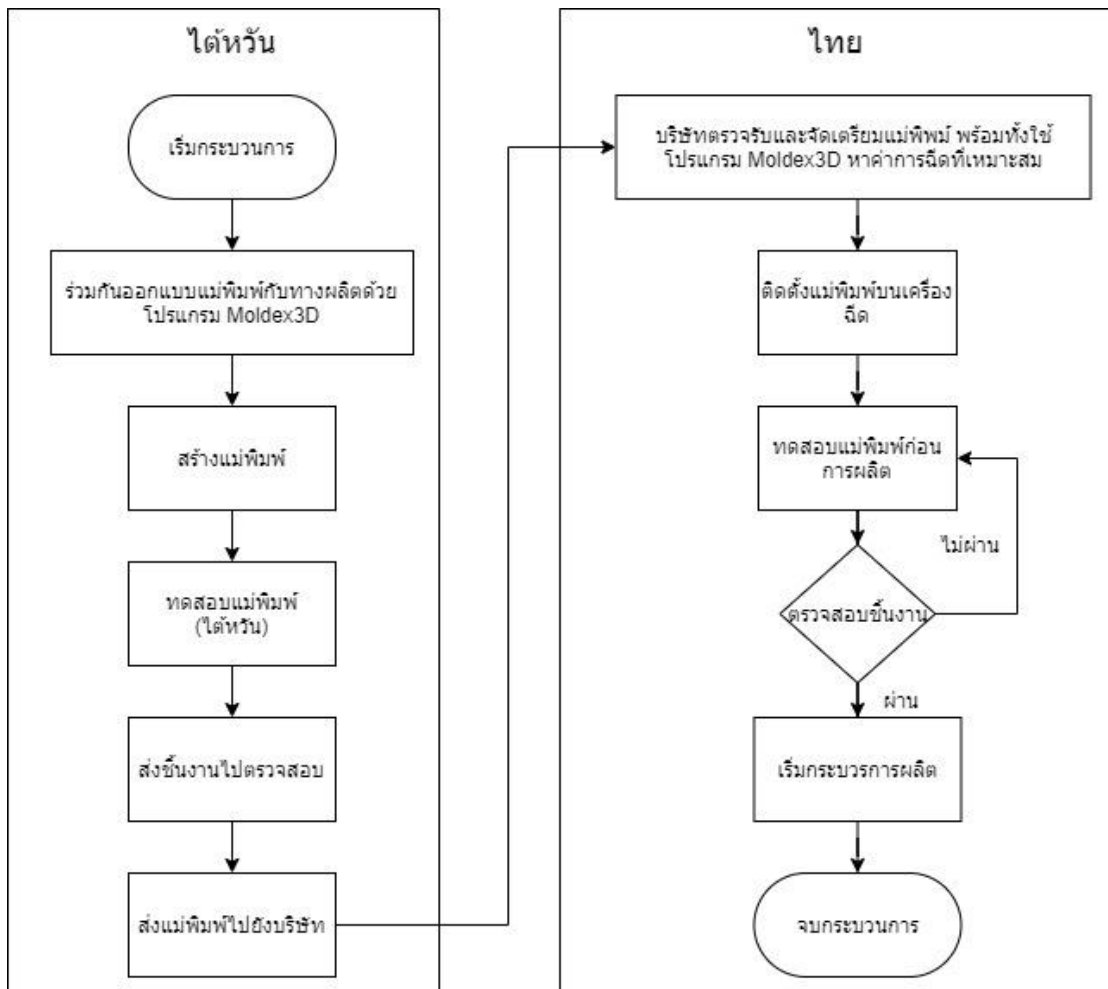 ไต้หวัน
เริ่มกระบวนการ
ร่วมกันออกแบบแม่พิมพ์กับทางผลิตด้วย
โปรแกรม Moldex3D
สร้างแม่พิมพ์
ทดสอบแม่พิมพ์
(ไต้หวัน)
ส่งชิ้นงานไปตรวจสอบ
ส่งแม่พิมพ์ไปยังบริษัท
ไทย
บริษัทตรวจรับและจัดเตรียมแม่พิพม์ พร้อมทั้งใช้
โปรแกรม Moldex3D หาค่าการฉีดที่เหมาะสม
ติดตั้งแม่พิมพ์บนเครื่อง
ฉีด
ทดสอบแม่พิมพ์ก่อน
การผลิต
ไม่ผ่าน
ตรวจสอบชิ้นงาน
ผ่าน
เริ่มกระบวรการผลิต
จบกระบวนการ